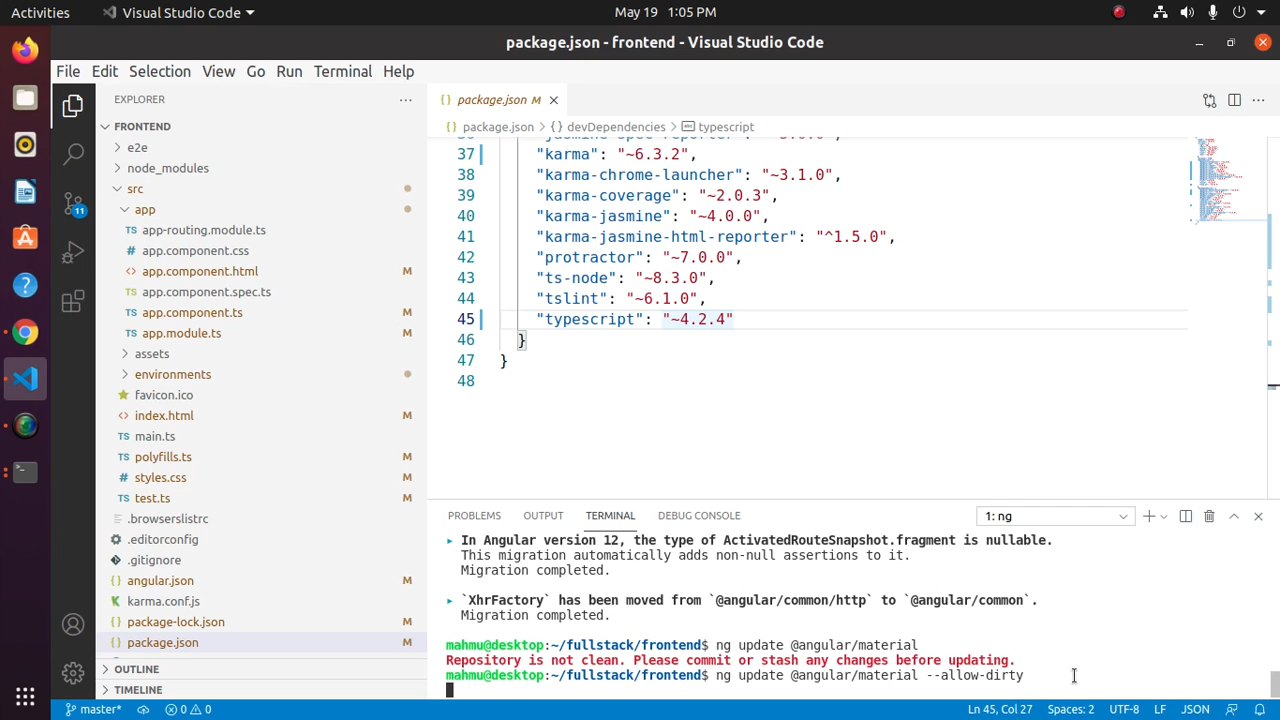 Activities
Visual Studio Code
May 19 1:05 PM
package.json - frontend - Visual Studio Code
File Edit Selection View Go Run Terminal Help
EXPLORER
FRONTEND
e2e
node_modules
src
app
app-routing.module.ts
app.component.css
app.component.html M
app.component.spec.ts
app.component.ts M
app.module.ts M
assets
environments
favicon.ico
index.html M
main.ts
polyfills.ts M
styles.css M
test.ts M
.browserslistrc
.editorconfig
.gitignore
angular.json M
karma.conf.js
package-lock.json M
package.json M
OUTLINE
TIMELINE
11
package.json M
package.json > {} devDependencies > typescript
37 "karma": "~6.3.2",
38 "karma-chrome-launcher": "~3.1.0",
39 "karma-coverage": "~2.0.3",
40 "karma-jasmine": "~4.0.0",
41 "karma-jasmine-html-reporter": "^1.5.0",
42 "protractor": "~7.0.0",
43 "ts-node": "~8.3.0",
44 "tslint": "~6.1.0",
45 "typescript": "~4.2.4"
46 }
47 }
48
PROBLEMS OUTPUT TERMINAL DEBUG CONSOLE
1: ng
In Angular version 12, the type of ActivatedRouteSnapshot.fragment is nullable.
This migration automatically adds non-null assertions to it.
Migration completed.
`XhrFactory` has been moved from `@angular/common/http` to `@angular/common`.
Migration completed.
mahmu@desktop:~/fullstack/frontend$ ng update @angular/material
Repository is not clean. Please commit or stash any changes before updating.
mahmu@desktop:~/fullstack/frontend$ ng update @angular/material --allow-dirty
master* 0 0
Ln 45, Col 27 Spaces: 2 UTF-8 LF JSON